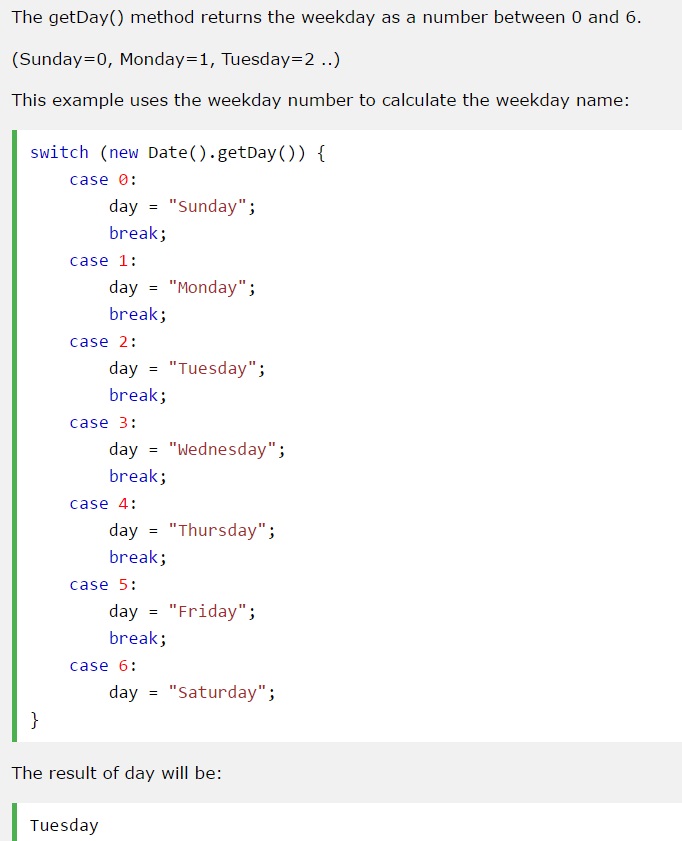 The getDay() method returns the weekday as a number between 0 and 6.
(Sunday=0, Monday=1, Tuesday=2 ..)
This example uses the weekday number to calculate the weekday name:
switch (new Date().getDay()) {
    case 0:
        day = "Sunday";
        break;
    case 1:
        day = "Monday";
        break;
    case 2:
        day = "Tuesday";
        break;
    case 3:
        day = "Wednesday";
        break;
    case 4:
        day = "Thursday";
        break;
    case 5:
        day = "Friday";
        break;
    case 6:
        day = "Saturday";
}
The result of day will be:
Tuesday